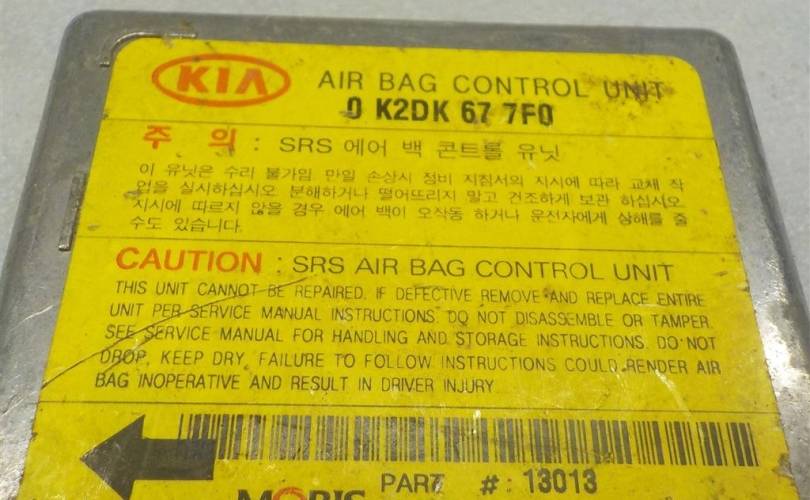 KIA AIR BAG CONTROL UNIT
0 K2DK 67 7F0
주 의 : SRS 에어 백 콘트롤 유닛
이 유닛은 수리 불가임 만일 손상시 정비 지침서의 지시에 따라 교체 작
업을 실시하십시오. 분해하거나 떨어뜨리지 말고 건조하게 보관 하십시오.
지시에 따르지 않을 경우 에어 백이 오작동 하거나 운전자에게 상해를 줄
수도 있습니다.
CAUTION : SRS AIR BAG CONTROL UNIT
THIS UNIT CANNOT BE REPAIRED. IF DEFECTIVE REMOVE AND REPLACE ENTIRE
UNIT PER SERVICE MANUAL INSTRUCTIONS. DO NOT DISASSEMBLE OR TAMPER.
SEE SERVICE MANUAL FOR HANDLING AND STORAGE INSTRUCTIONS. DO NOT
DROP, KEEP DRY, FAILURE TO FOLLOW INSTRUCTIONS COULD RENDER AIR
BAG INOPERATIVE AND RESULT IN DRIVER INJURY
PART #: 13013
MOBIS